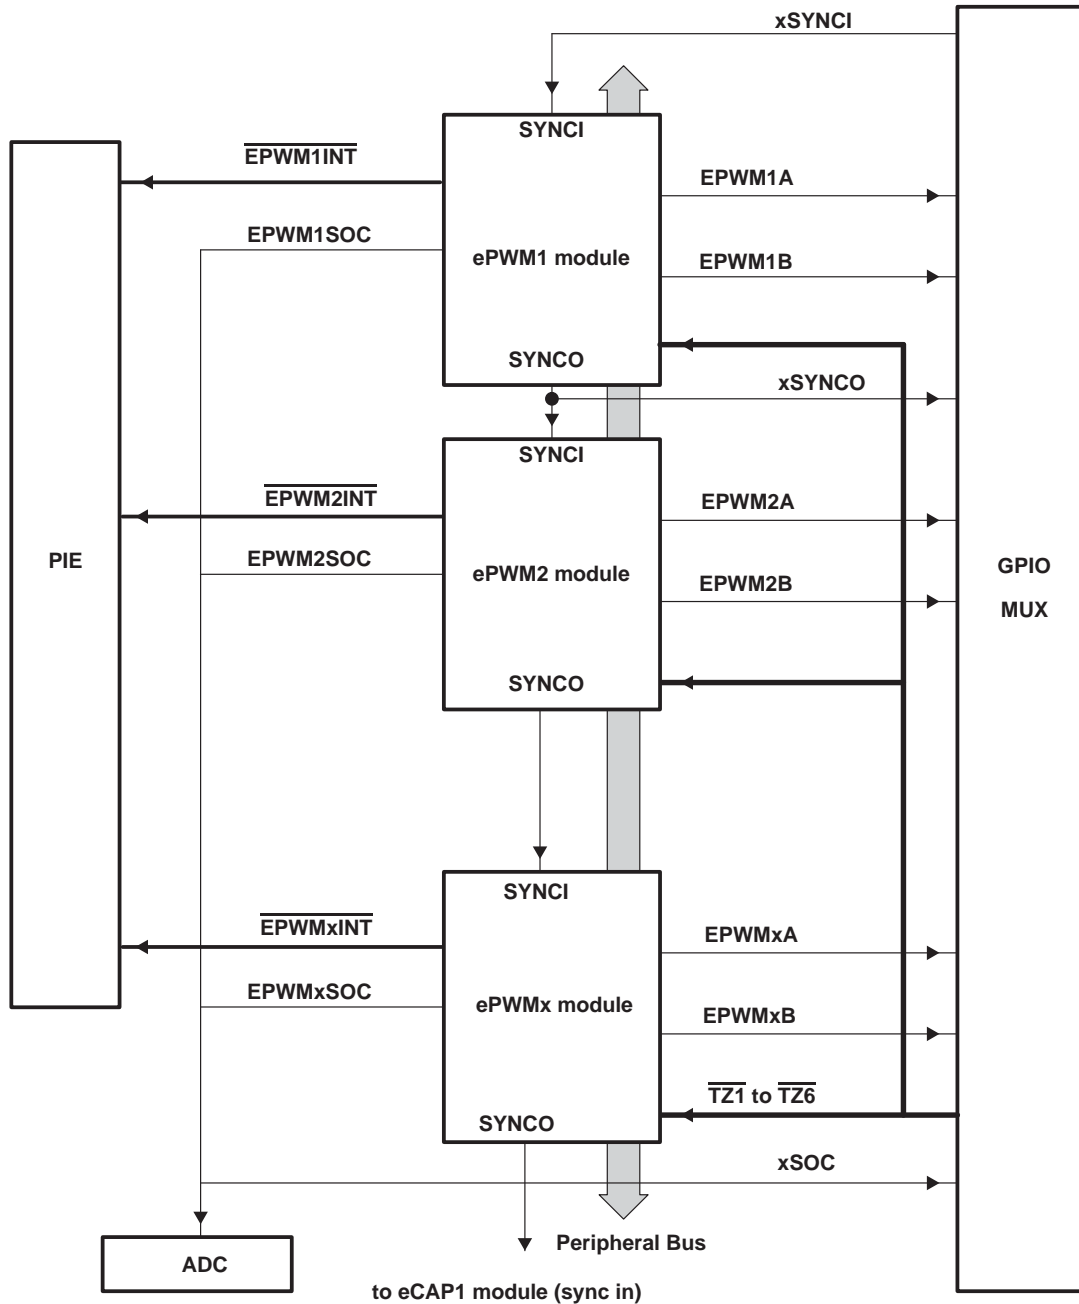 xSYNCI
SYNCI
EPWM1INT
EPWM1A
EPWM1SOC
ePWM1 module
EPWM1B
SYNCO
xSYNCO
SYNCI
EPWM2INT
EPWM2A
EPWM2SOC
PIE
ePWM2 module
GPIO
EPWM2B
MUX
SYNCO
SYNCI
EPWMxINT
EPWMxA
EPWMxSOC
ePWMx module
EPWMxB
TZ1 to TZ6
SYNCO
xSOC
Peripheral Bus
ADC
to eCAP1 module (sync in)